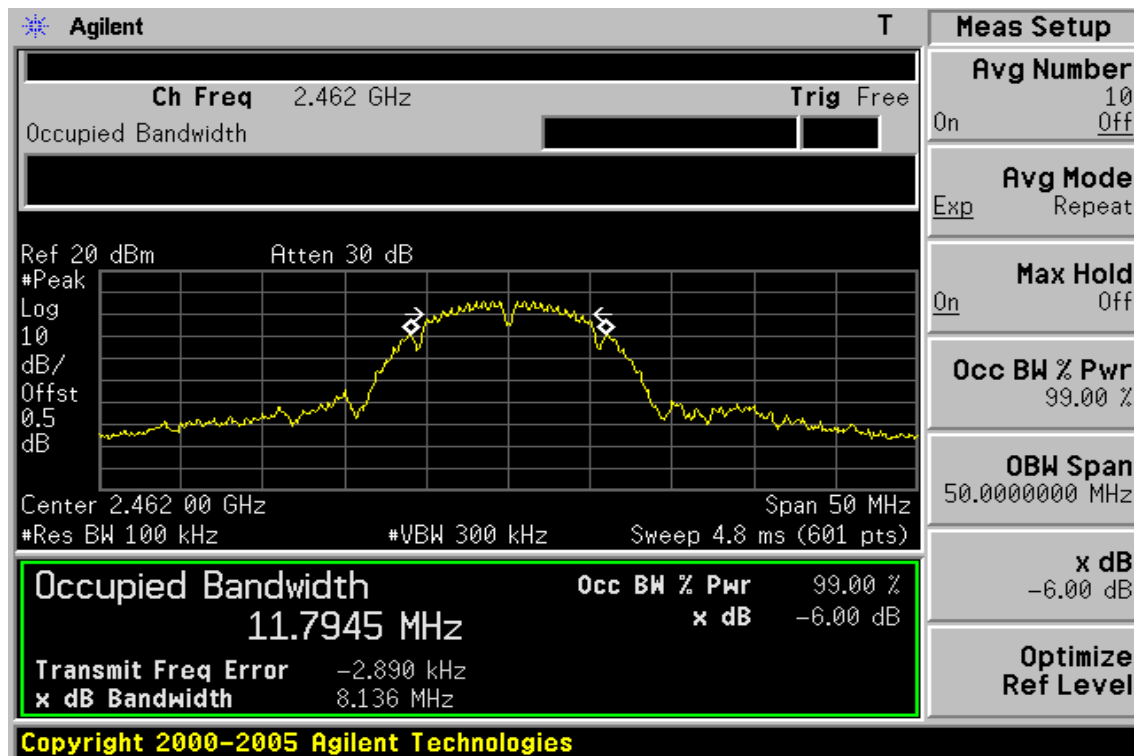 Agilent T
Ch Freq 2.462 GHz Trig Free
Occupied Bandwidth
Ref 20 dBm Atten 30 dB
#Peak
Log
10
dB/
Offst
0.5
dB
Center 2.462 00 GHz Span 50 MHz
#Res BW 100 kHz #VBW 300 kHz Sweep 4.8 ms (601 pts)
Occupied Bandwidth
11.7945 MHz
Occ BW % Pwr 99.00 %
x dB -6.00 dB
Transmit Freq Error -2.890 kHz
x dB Bandwidth 8.136 MHz
Copyright 2000-2005 Agilent Technologies
Meas Setup
Avg Number
10
On Off
Avg Mode
Exp Repeat
Max Hold
On Off
Occ BW % Pwr
99.00 %
OBW Span
50.0000000 MHz
x dB
-6.00 dB
Optimize
Ref Level